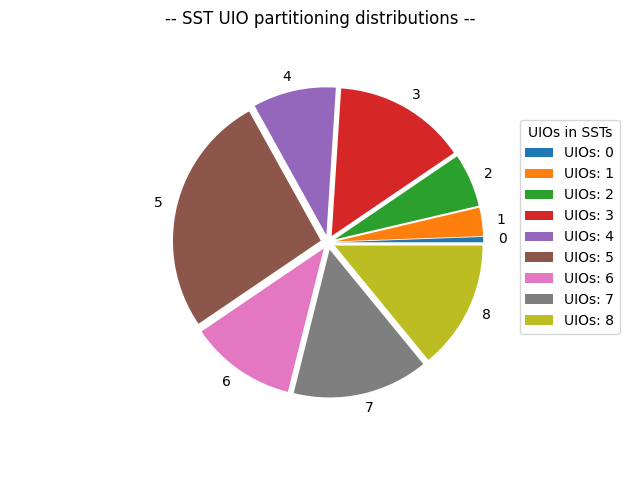 -- SST UIO partitioning distributions --
4
3
2
5
1
0
8
6
7
UIOs in SSTs
UIOs: 0
UIOs: 1
UIOs: 2
UIOs: 3
UIOs: 4
UIOs: 5
UIOs: 6
UIOs: 7
UIOs: 8